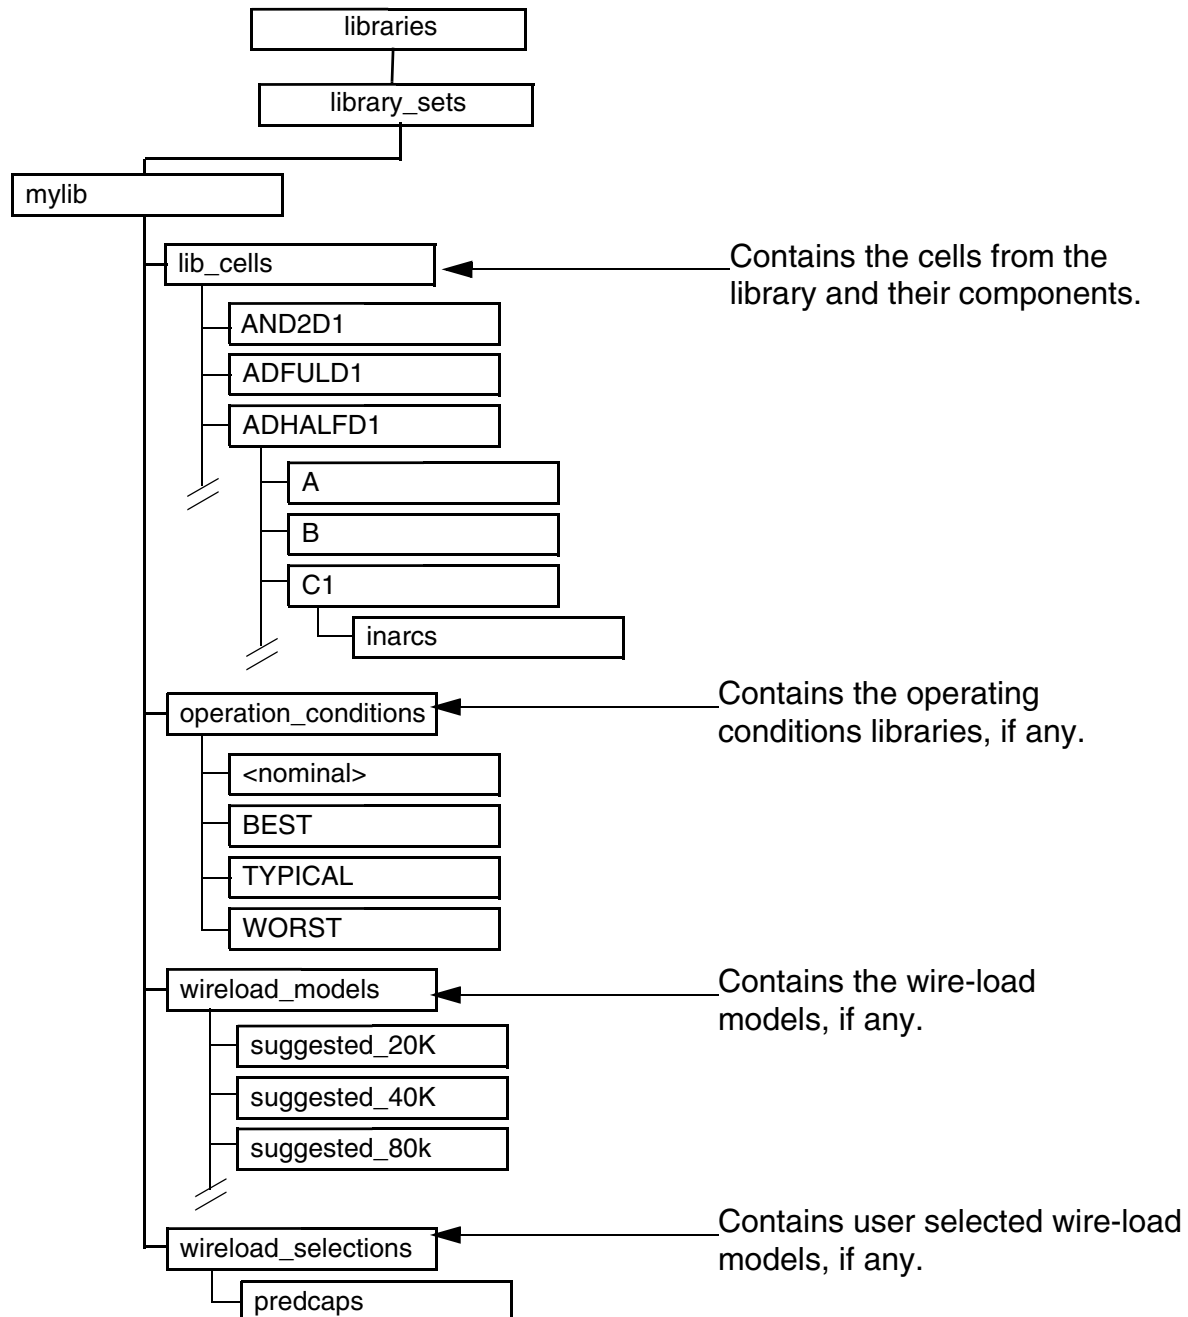 libraries
library_sets
mylib
lib_cells
Contains the cells from the
library and their components.
AND2D1
ADFULD1
ADHALFD1
A
B
C1
inarcs
operation_conditions
Contains the operating
conditions libraries, if any.
<nominal>
BEST
TYPICAL
WORST
wireload_models
Contains the wire-load
models, if any.
suggested_20K
suggested_40K
suggested_80k
wireload_selections
Contains user selected wire-load
models, if any.
predcaps